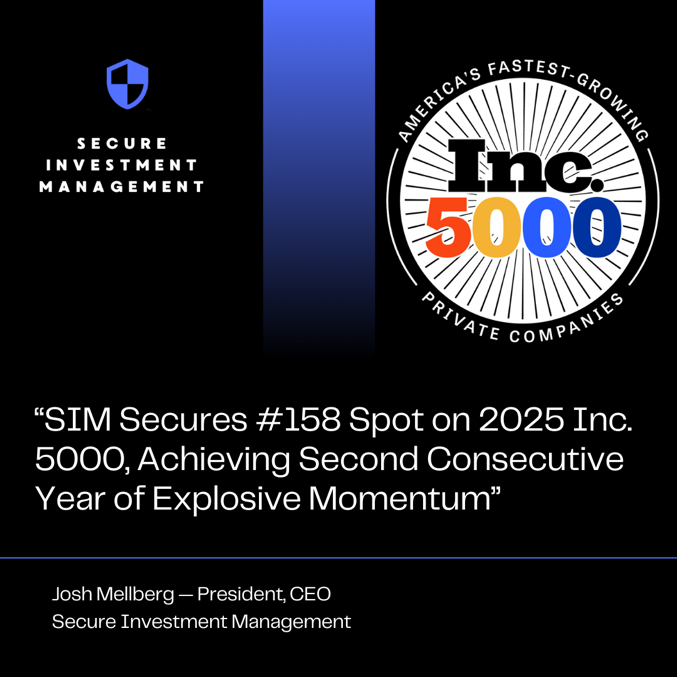 SECURE
INVESTMENT
MANAGEMENT
AMERICA'S FASTEST-GROWING
Inc.
5000
PRIVATE COMPANIES
“SIM Secures #158 Spot on 2025 Inc.
5000, Achieving Second Consecutive
Year of Explosive Momentum”
Josh Mellberg — President, CEO
Secure Investment Management